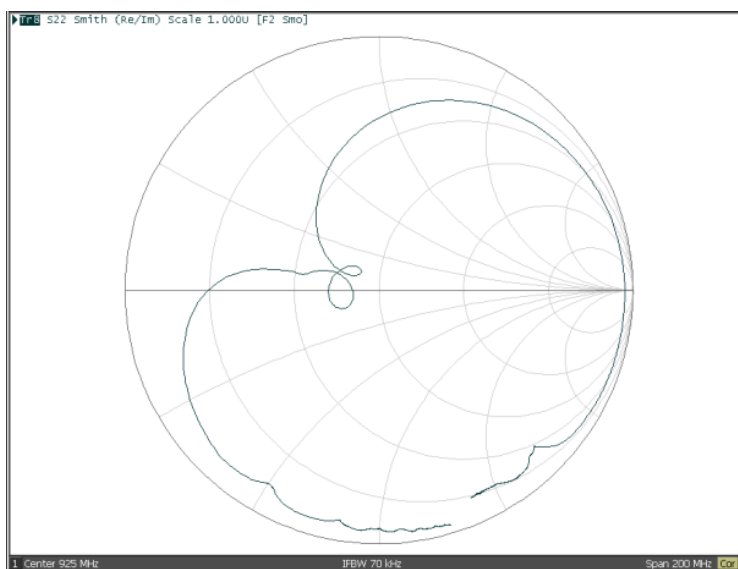 ▶Tr8 S22 Smith (Re/Im) Scale 1.000U [F2 Smo]
1 Center 925 MHz IFBW 70 kHz Span 200 MHz Cor